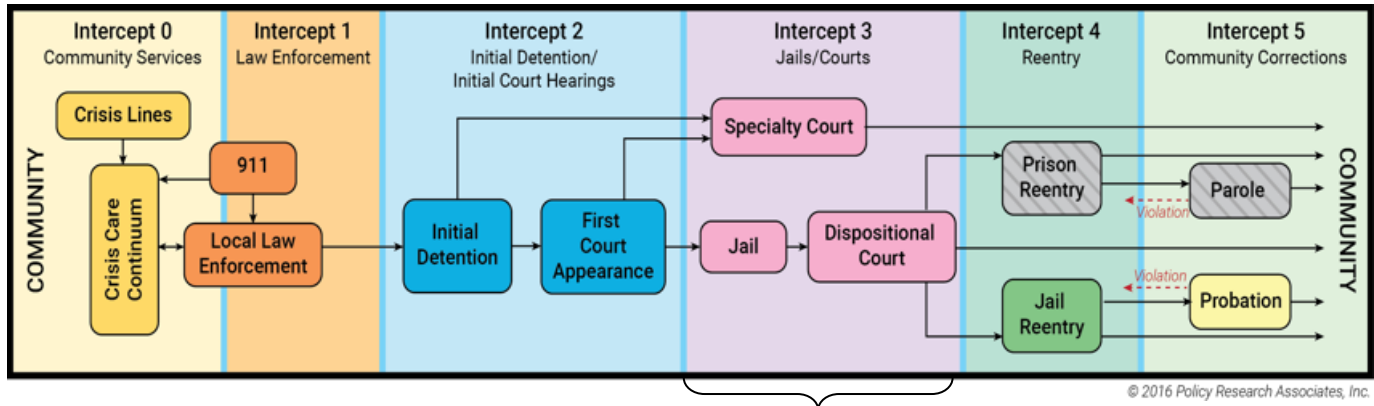 Intercept 0
Community Services
Intercept 1
Law Enforcement
Intercept 2
Initial Detention/
Initial Court Hearings
Intercept 3
Jails/Courts
Intercept 4
Reentry
Intercept 5
Community Corrections
COMMUNITY
Crisis Lines
Crisis Care
Continuum
911
Local Law
Enforcement
Initial
Detention
First
Court
Appearance
Specialty Court
Jail
Dispositional
Court
Prison
Reentry
Parole
Violation
Jail
Reentry
Violation
Probation
COMMUNITY
© 2016 Policy Research Associates, Inc.